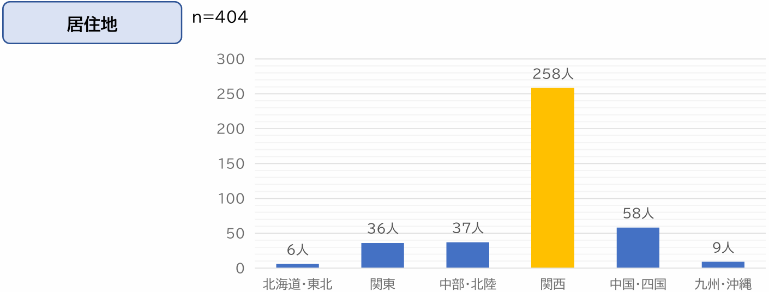 居住地
n=404
300
250
200
150
100
50
0
6人
36人
37人
258人
58人
9人
北海道・東北
関東
中部・北陸
関西
中国・四国
九州・沖縄